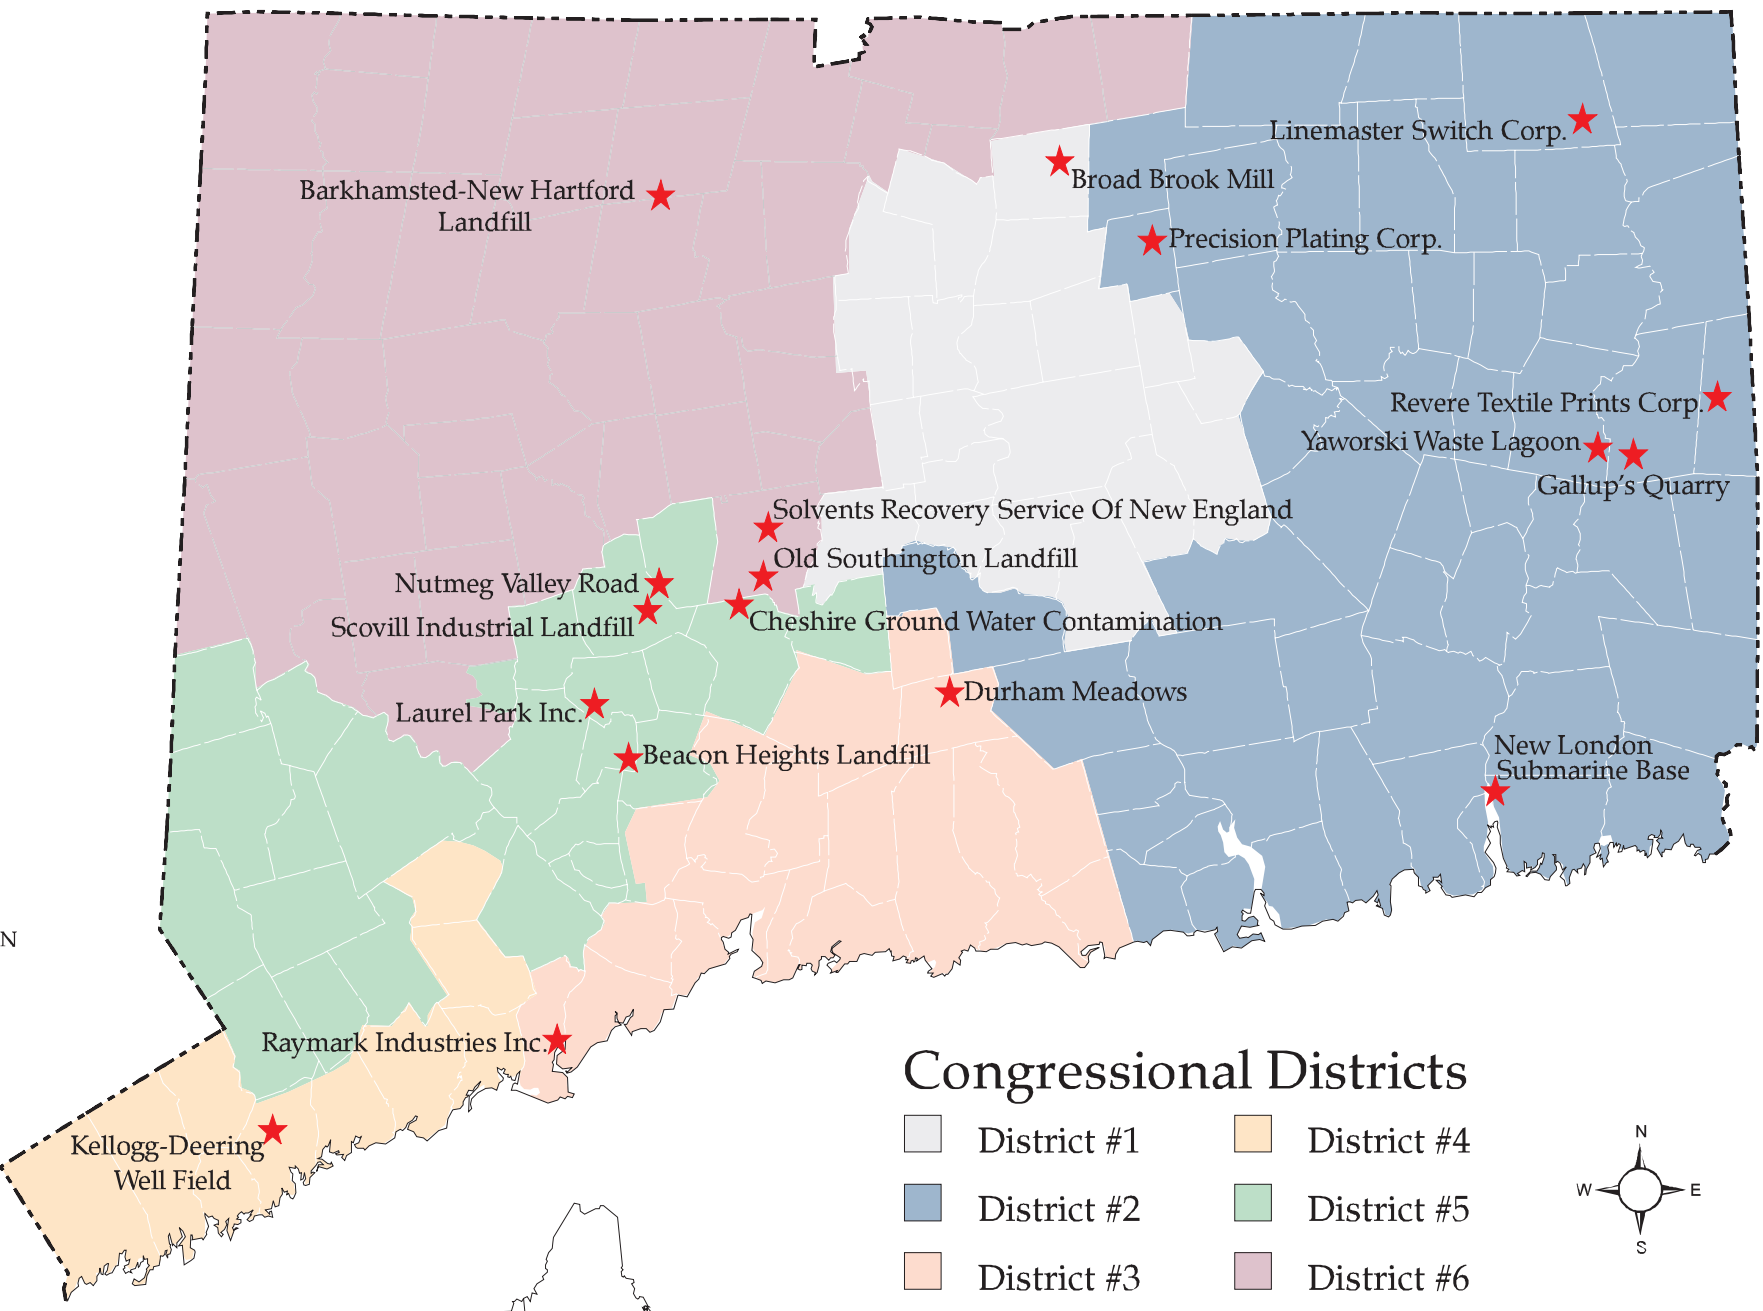 Linemaster Switch Corp.
Broad Brook Mill
Barkhamsted-New Hartford
Landfill
Precision Plating Corp.
Revere Textile Prints Corp.
Yaworski Waste Lagoon
Gallup's Quarry
Solvents Recovery Service Of New England
Old Southington Landfill
Nutmeg Valley Road
Scovill Industrial Landfill
Cheshire Ground Water Contamination
Durham Meadows
Laurel Park Inc.
Beacon Heights Landfill
New London
Submarine Base
N
Raymark Industries Inc.
Kellogg-Deering
Well Field
Congressional Districts
District #1
District #2
District #3
District #4
District #5
District #6
N
W
E
S